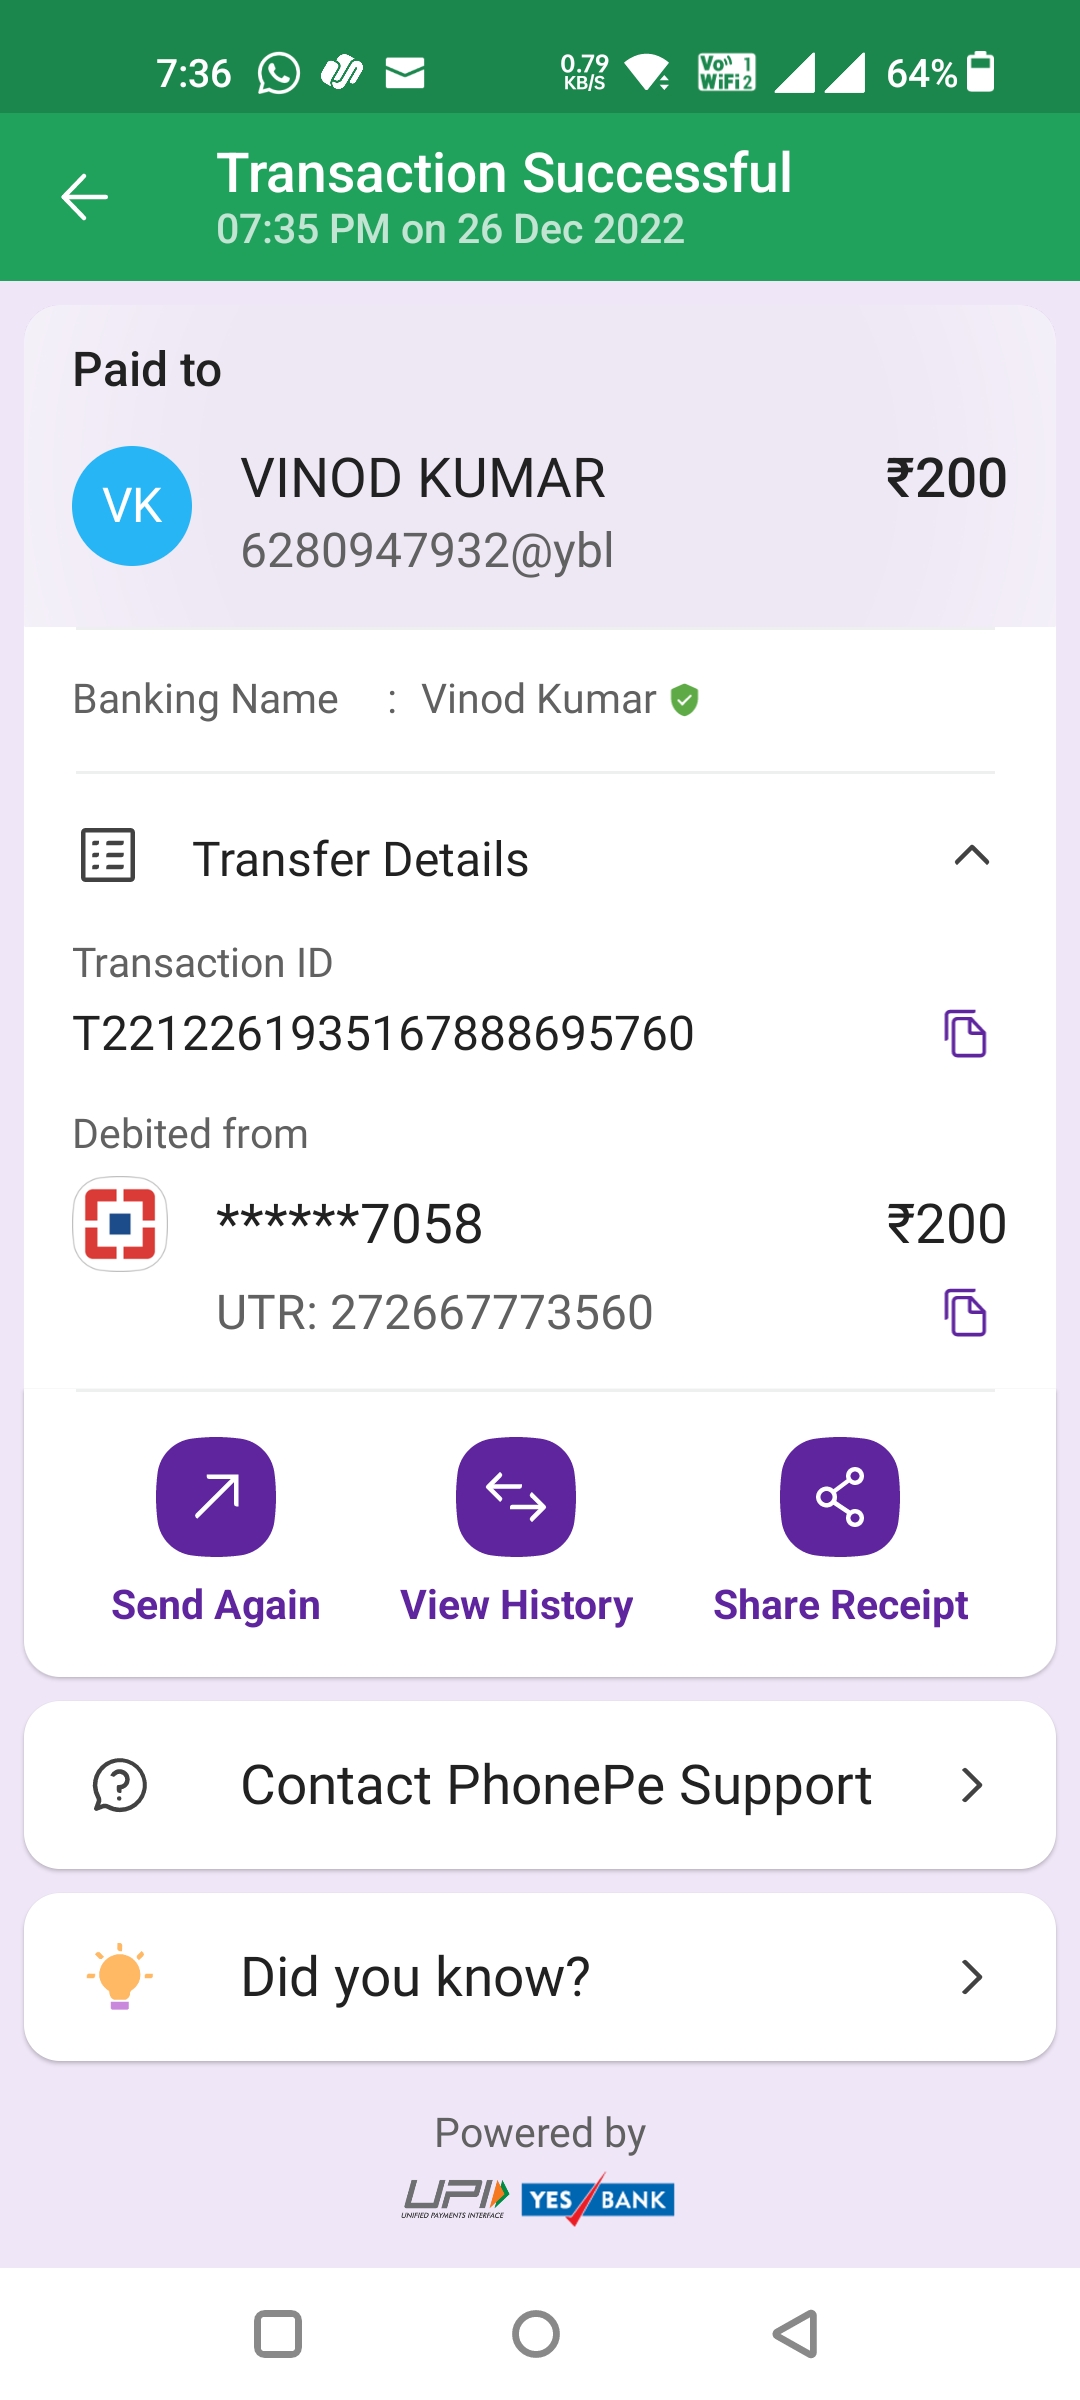 7:36 0.79 KB/S Vo)) 1 WiFi 2 64%
Transaction Successful
07:35 PM on 26 Dec 2022
Paid to
VK VINOD KUMAR ₹200
6280947932@ybl
Banking Name : Vinod Kumar
Transfer Details
Transaction ID
T2212261935167888695760
Debited from
******7058 ₹200
UTR: 272667773560
Send Again View History Share Receipt
Contact PhonePe Support
Did you know?
Powered by
UPI YES BANK
UNIFIED PAYMENTS INTERFACE